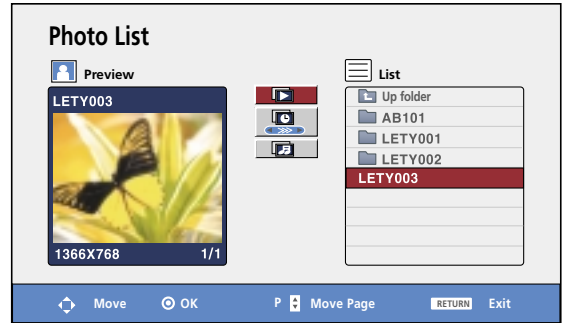 Photo List
Preview
LETY003
1366X768 1/1
List
Up folder
AB101
LETY001
LETY002
LETY003
Move OK P Move Page RETURN Exit